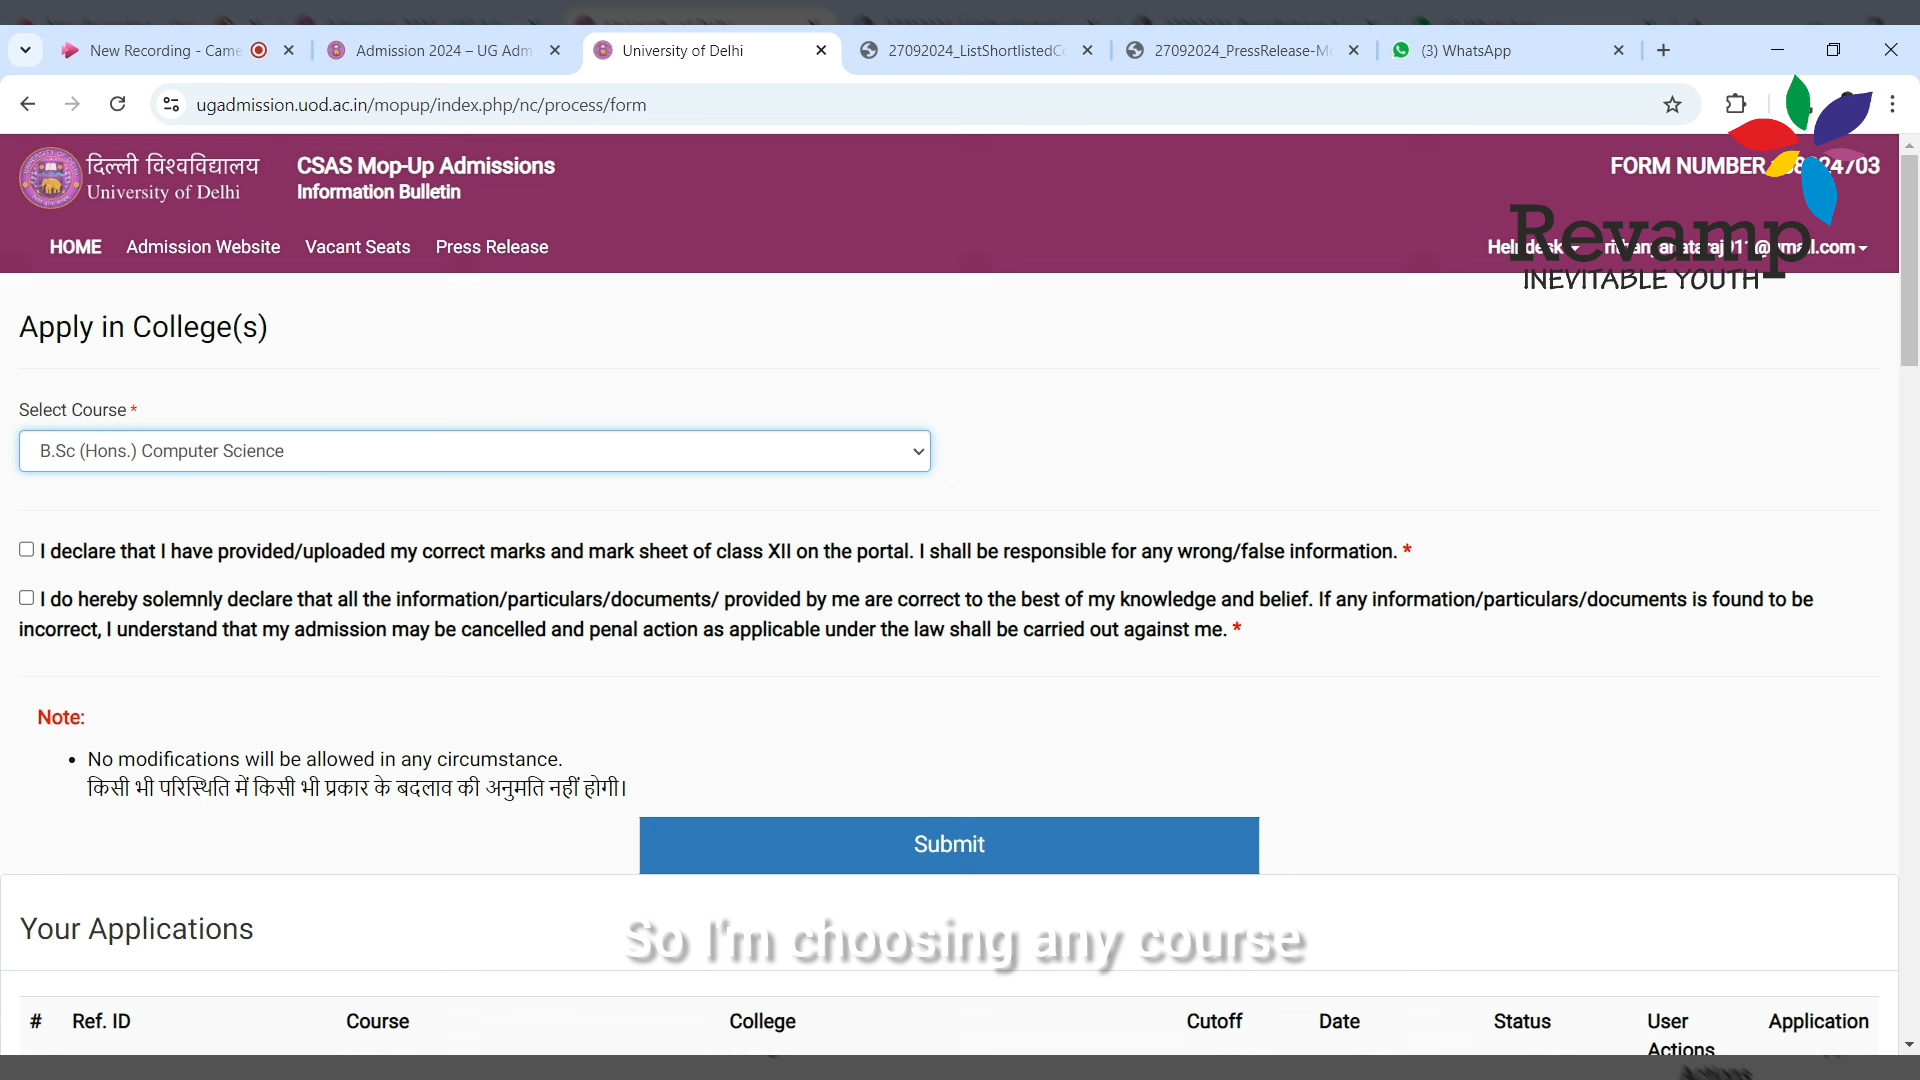 New Recording - Came
Admission 2024 – UG Adm
University of Delhi
27092024_ListShortlistedCo
27092024_PressRelease-Mo
(3) WhatsApp
ugadmission.uod.ac.in/mopup/index.php/nc/process/form
दिल्ली विश्वविद्यालय
University of Delhi
CSAS Mop-Up Admissions
Information Bulletin
FORM NUMBER
HOME Admission Website Vacant Seats Press Release
Helpdesk
Revamp
INEVITABLE YOUTH
Apply in College(s)
Select Course *
B.Sc (Hons.) Computer Science
I declare that I have provided/uploaded my correct marks and mark sheet of class XII on the portal. I shall be responsible for any wrong/false information. *
I do hereby solemnly declare that all the information/particulars/documents/ provided by me are correct to the best of my knowledge and belief. If any information/particulars/documents is found to be
incorrect, I understand that my admission may be cancelled and penal action as applicable under the law shall be carried out against me. *
Note:
• No modifications will be allowed in any circumstance.
किसी भी परिस्थिति में किसी भी प्रकार के बदलाव की अनुमति नहीं होगी।
Submit
Your Applications
So I'm choosing any course
# Ref. ID Course College Cutoff Date Status User Application
Actions